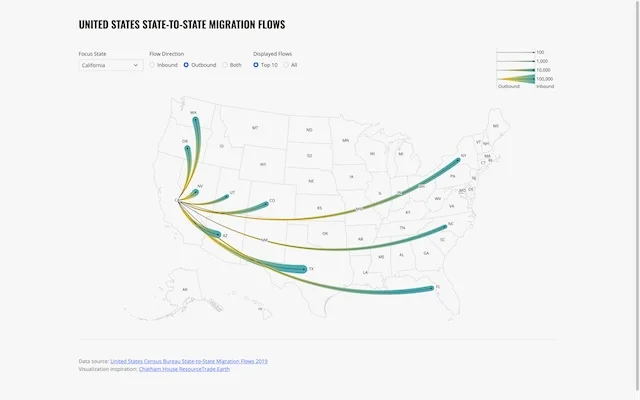 UNITED STATES STATE-TO-STATE MIGRATION FLOWS
Focus State
Flow Direction
Displayed Flows
California
Inbound
Outbound
Both
Top 10
All
100
1,000
10,000
100,000
Outbound
Inbound
WA
MT
ND
MN
ME
OR
ID
SD
WI
MI
VT
NH
NY
MA
CT
RI
WY
IA
PA
NJ
NE
NV
UT
CO
IL
MD
DE
WV
VA
CA
KS
KY
NC
TN
AZ
NM
OK
AR
SC
MS
AL
GA
TX
LA
FL
AK
HI
Data source: United States Census Bureau State-to-State Migration Flows 2019
Visualization inspiration: Chatham House ResourceTrade Earth